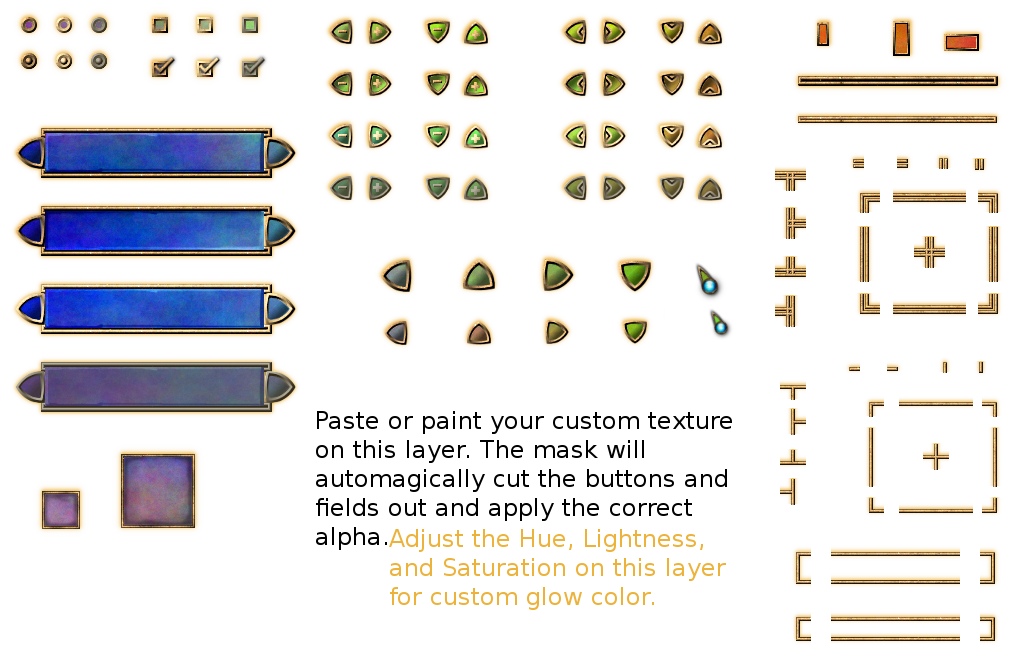 Paste or paint your custom texture
on this layer. The mask will
automagically cut the buttons and
fields out and apply the correct
alpha.
Adjust the Hue, Lightness,
and Saturation on this layer
for custom glow color.